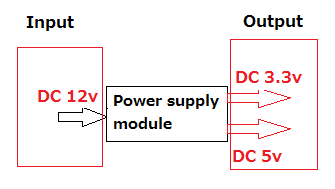 Input
Output
DC 12v
Power supply
module
DC 3.3v
DC 5v